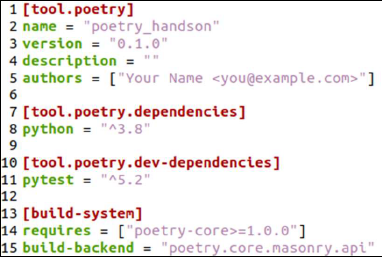 1 [tool.poetry]
2 name = "poetry_handson"
3 version = "0.1.0"
4 description = ""
5 authors = ["Your Name <you@example.com>"]
6
7 [tool.poetry.dependencies]
8 python = "^3.8"
9
10 [tool.poetry.dev-dependencies]
11 pytest = "^5.2"
12
13 [build-system]
14 requires = ["poetry-core>=1.0.0"]
15 build-backend = "poetry.core.masonry.api"